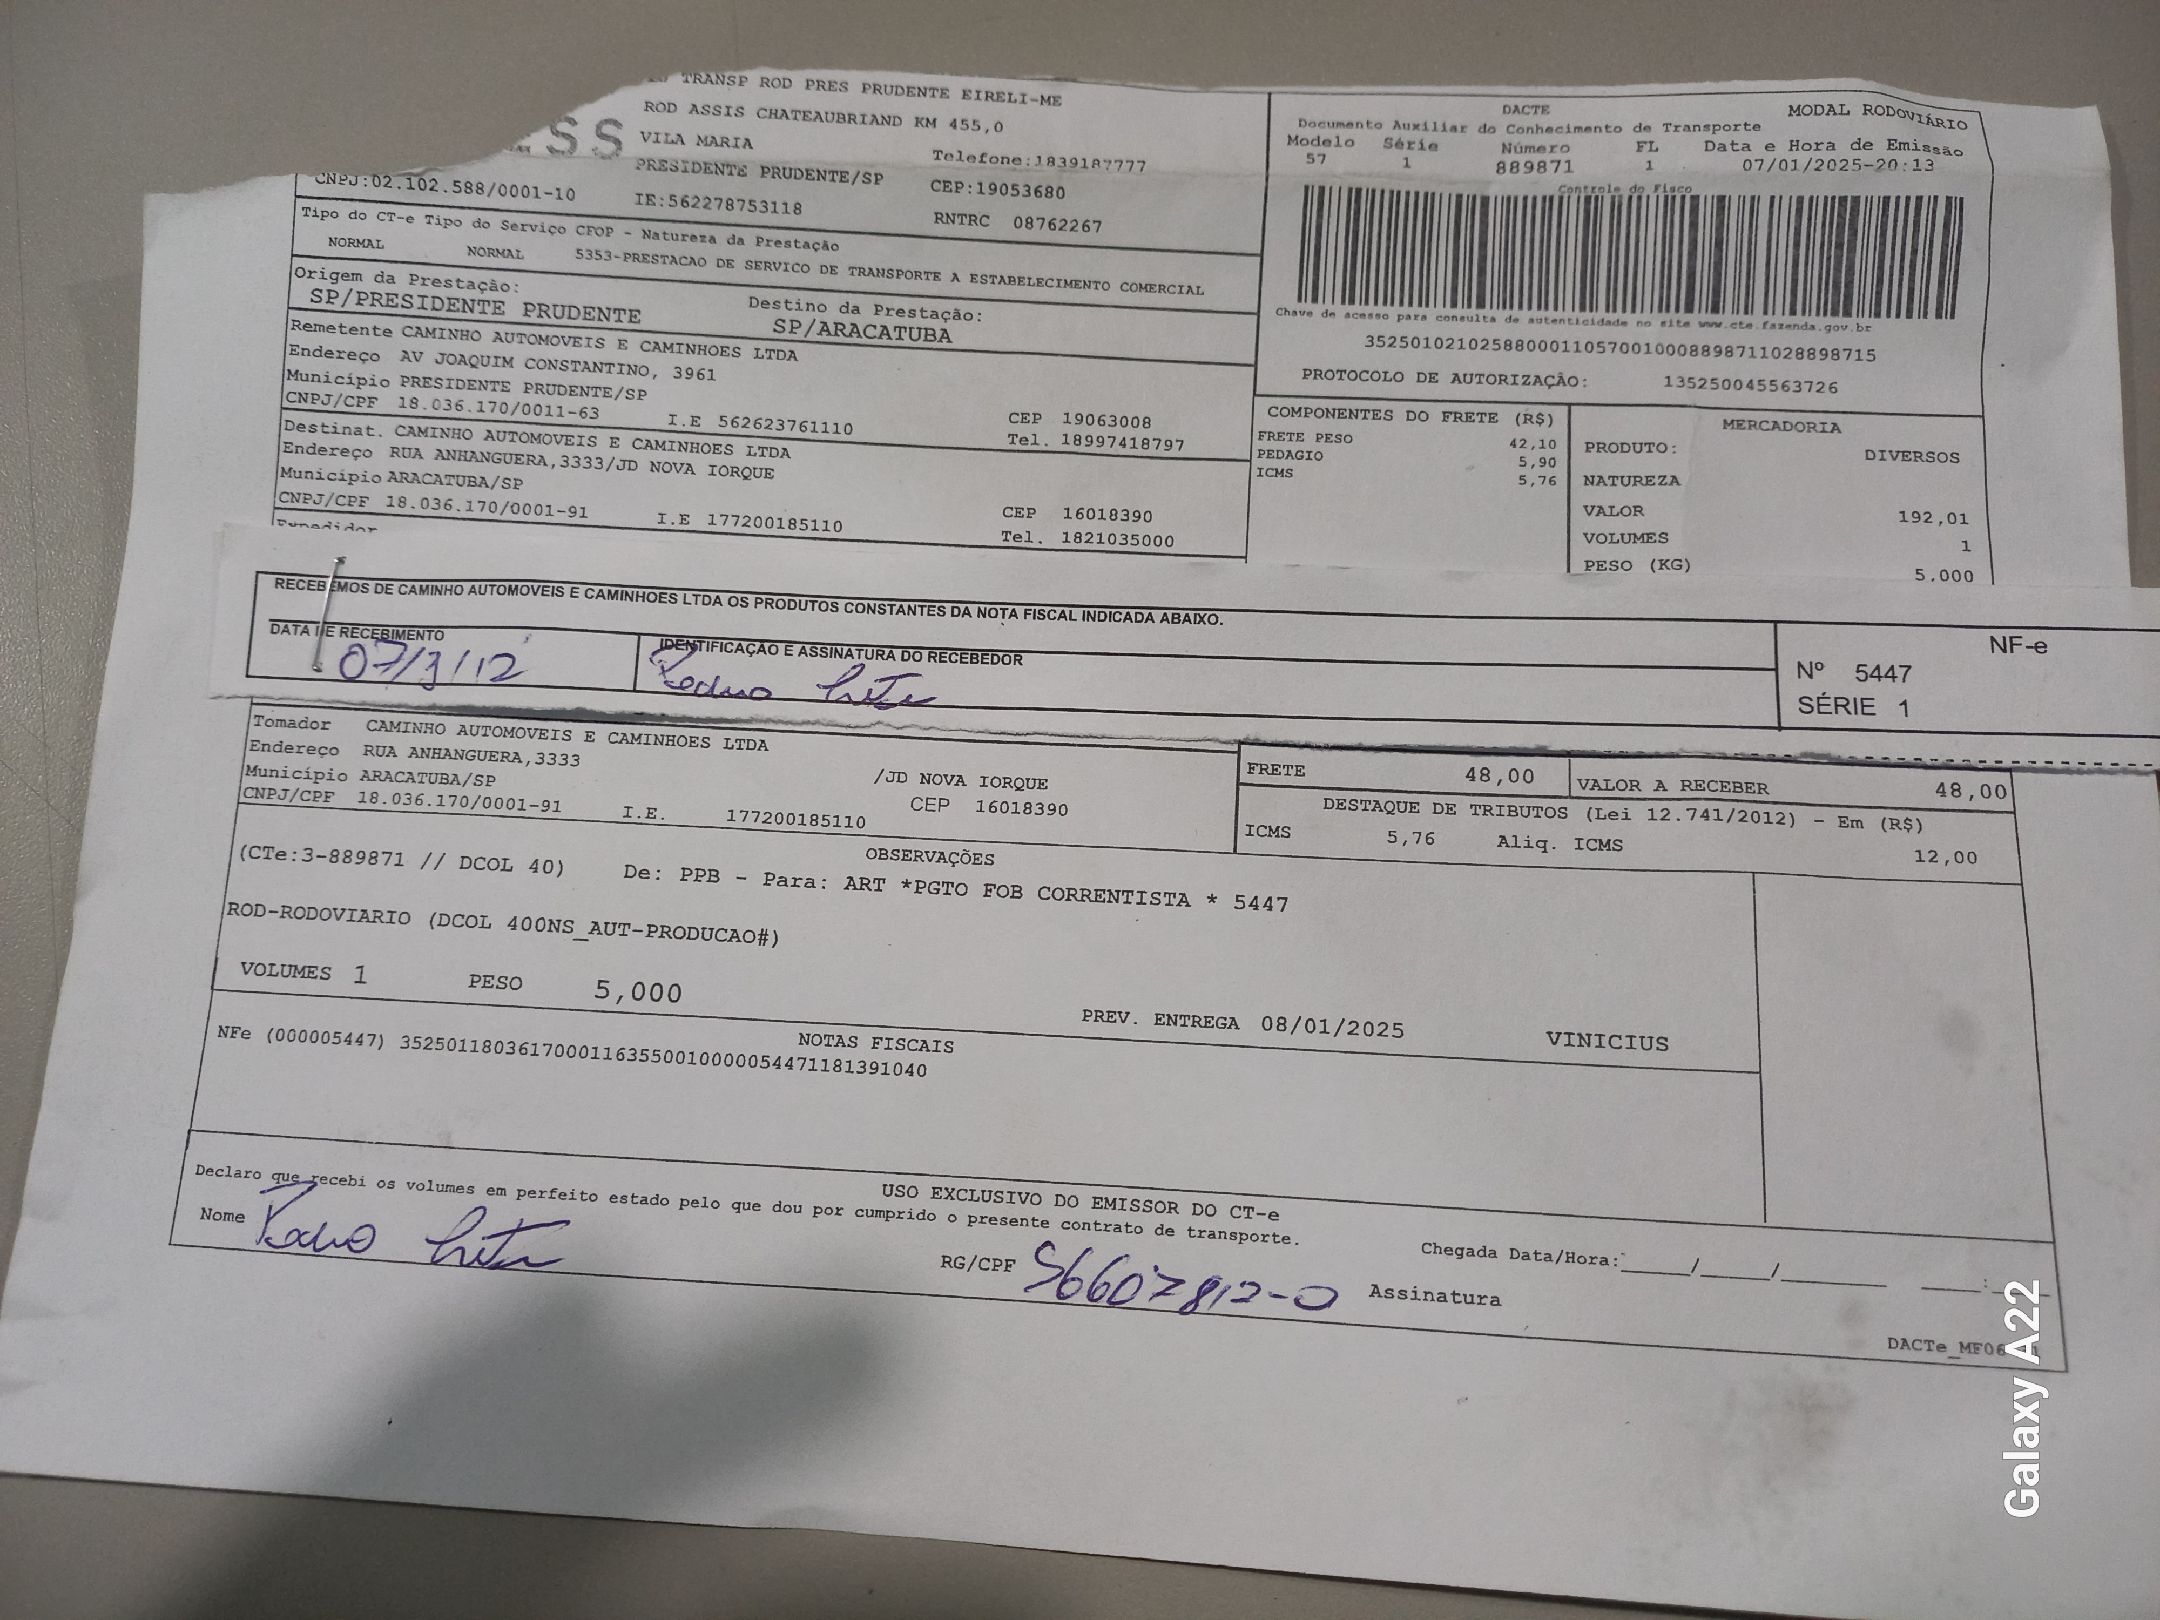 TRANSP ROD PRES PRUDENTE EIRELI-ME
ROD ASSIS CHATEAUBRIAND KM 455,0
SS
VILA MARIA
Telefone:1839187777
PRESIDENTE PRUDENTE/SP
CEP:19053680
CNPJ:02.102.588/0001-10
IE:562278753118
RNTRC 08762267
DACTE
MODAL RODOVIÁRIO
Documento Auxiliar do Conhecimento de Transporte
Modelo Série Número FL Data e Hora de Emissão
57 1 889871 1 07/01/2025-20:13
Controle do Fisco
Chave de acesso para consulta de autenticidade no site www.cte.fazenda.gov.br
35250102102588000110570010008898711028898715
PROTOCOLO DE AUTORIZAÇÃO: 135250045563726
Tipo do CT-e Tipo do Serviço CFOP - Natureza da Prestação
NORMAL NORMAL 5353-PRESTACAO DE SERVICO DE TRANSPORTE A ESTABELECIMENTO COMERCIAL
Origem da Prestação:
SP/PRESIDENTE PRUDENTE
Destino da Prestação:
SP/ARACATUBA
Remetente CAMINHO AUTOMOVEIS E CAMINHOES LTDA
Endereço AV JOAQUIM CONSTANTINO, 3961
Município PRESIDENTE PRUDENTE/SP
CEP 19063008
CNPJ/CPF 18.036.170/0011-63 I.E 562623761110
Tel. 18997418797
Destinat. CAMINHO AUTOMOVEIS E CAMINHOES LTDA
Endereço RUA ANHANGUERA,3333/JD NOVA IORQUE
Município ARACATUBA/SP
CEP 16018390
CNPJ/CPF 18.036.170/0001-91 I.E 177200185110
Tel. 1821035000
Expedidor
COMPONENTES DO FRETE (R$)
FRETE PESO 42,10
PEDAGIO 5,90
ICMS 5,76
MERCADORIA
PRODUTO: DIVERSOS
NATUREZA
VALOR 192,01
VOLUMES 1
PESO (KG) 5,000
RECEBEMOS DE CAMINHO AUTOMOVEIS E CAMINHOES LTDA OS PRODUTOS CONSTANTES DA NOTA FISCAL INDICADA ABAIXO.
DATA DE RECEBIMENTO
07/3/12
IDENTIFICAÇÃO E ASSINATURA DO RECEBEDOR
Pedro
NF-e
Nº 5447
SÉRIE 1
Tomador CAMINHO AUTOMOVEIS E CAMINHOES LTDA
Endereço RUA ANHANGUERA,3333
/JD NOVA IORQUE
Município ARACATUBA/SP
CEP 16018390
CNPJ/CPF 18.036.170/0001-91 I.E. 177200185110
FRETE 48,00 VALOR A RECEBER 48,00
DESTAQUE DE TRIBUTOS (Lei 12.741/2012) - Em (R$)
ICMS 5,76 Aliq. ICMS 12,00
OBSERVAÇÕES
(CTe:3-889871 // DCOL 40) De: PPB - Para: ART *PGTO FOB CORRENTISTA * 5447
ROD-RODOVIARIO (DCOL 400NS_AUT-PRODUCAO#)
VOLUMES 1 PESO 5,000
PREV. ENTREGA 08/01/2025 VINICIUS
NOTAS FISCAIS
NFe (000005447) 35250118036170001163550010000054471181391040
USO EXCLUSIVO DO EMISSOR DO CT-e
Declaro que recebi os volumes em perfeito estado pelo que dou por cumprido o presente contrato de transporte.
Nome Pedro
RG/CPF 56607812-0 Assinatura
Chegada Data/Hora:___/___/___ ___:___
DACTe_MF06
Galaxy A22